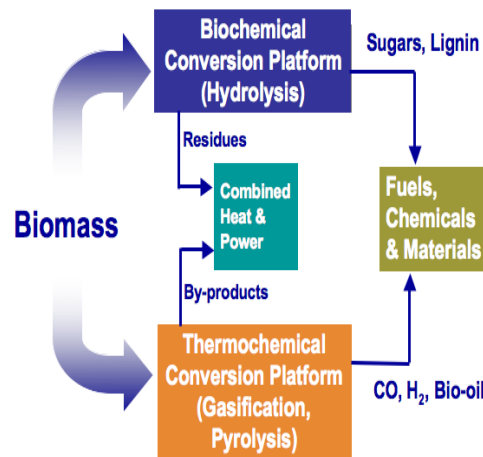 Biochemical
Conversion Platform
(Hydrolysis)
Sugars, Lignin
Residues
Combined
Heat &
Power
Fuels,
Chemicals
& Materials
Biomass
By-products
Thermochemical
Conversion Platform
(Gasification,
Pyrolysis)
CO, H₂, Bio-oil